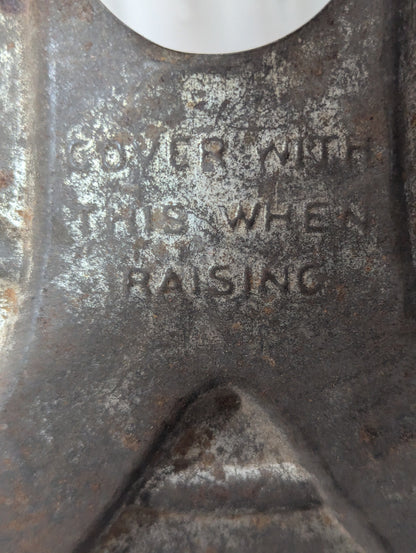 COVER WITH
THIS WHEN
RAISING